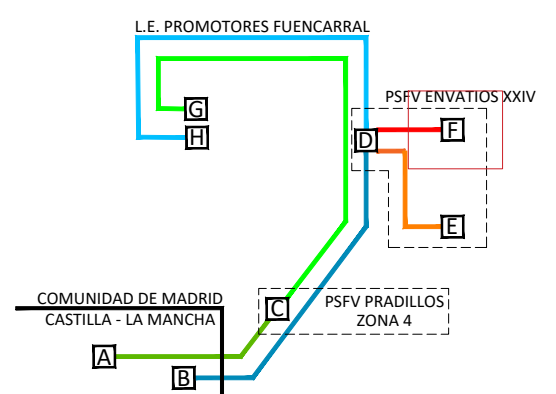 L.E. PROMOTORES FUENCARRAL
PSFV ENVATIOS XXIV
G
H
D
F
E
COMUNIDAD DE MADRID
CASTILLA - LA MANCHA
C
PSFV PRADILLOS
ZONA 4
A
B